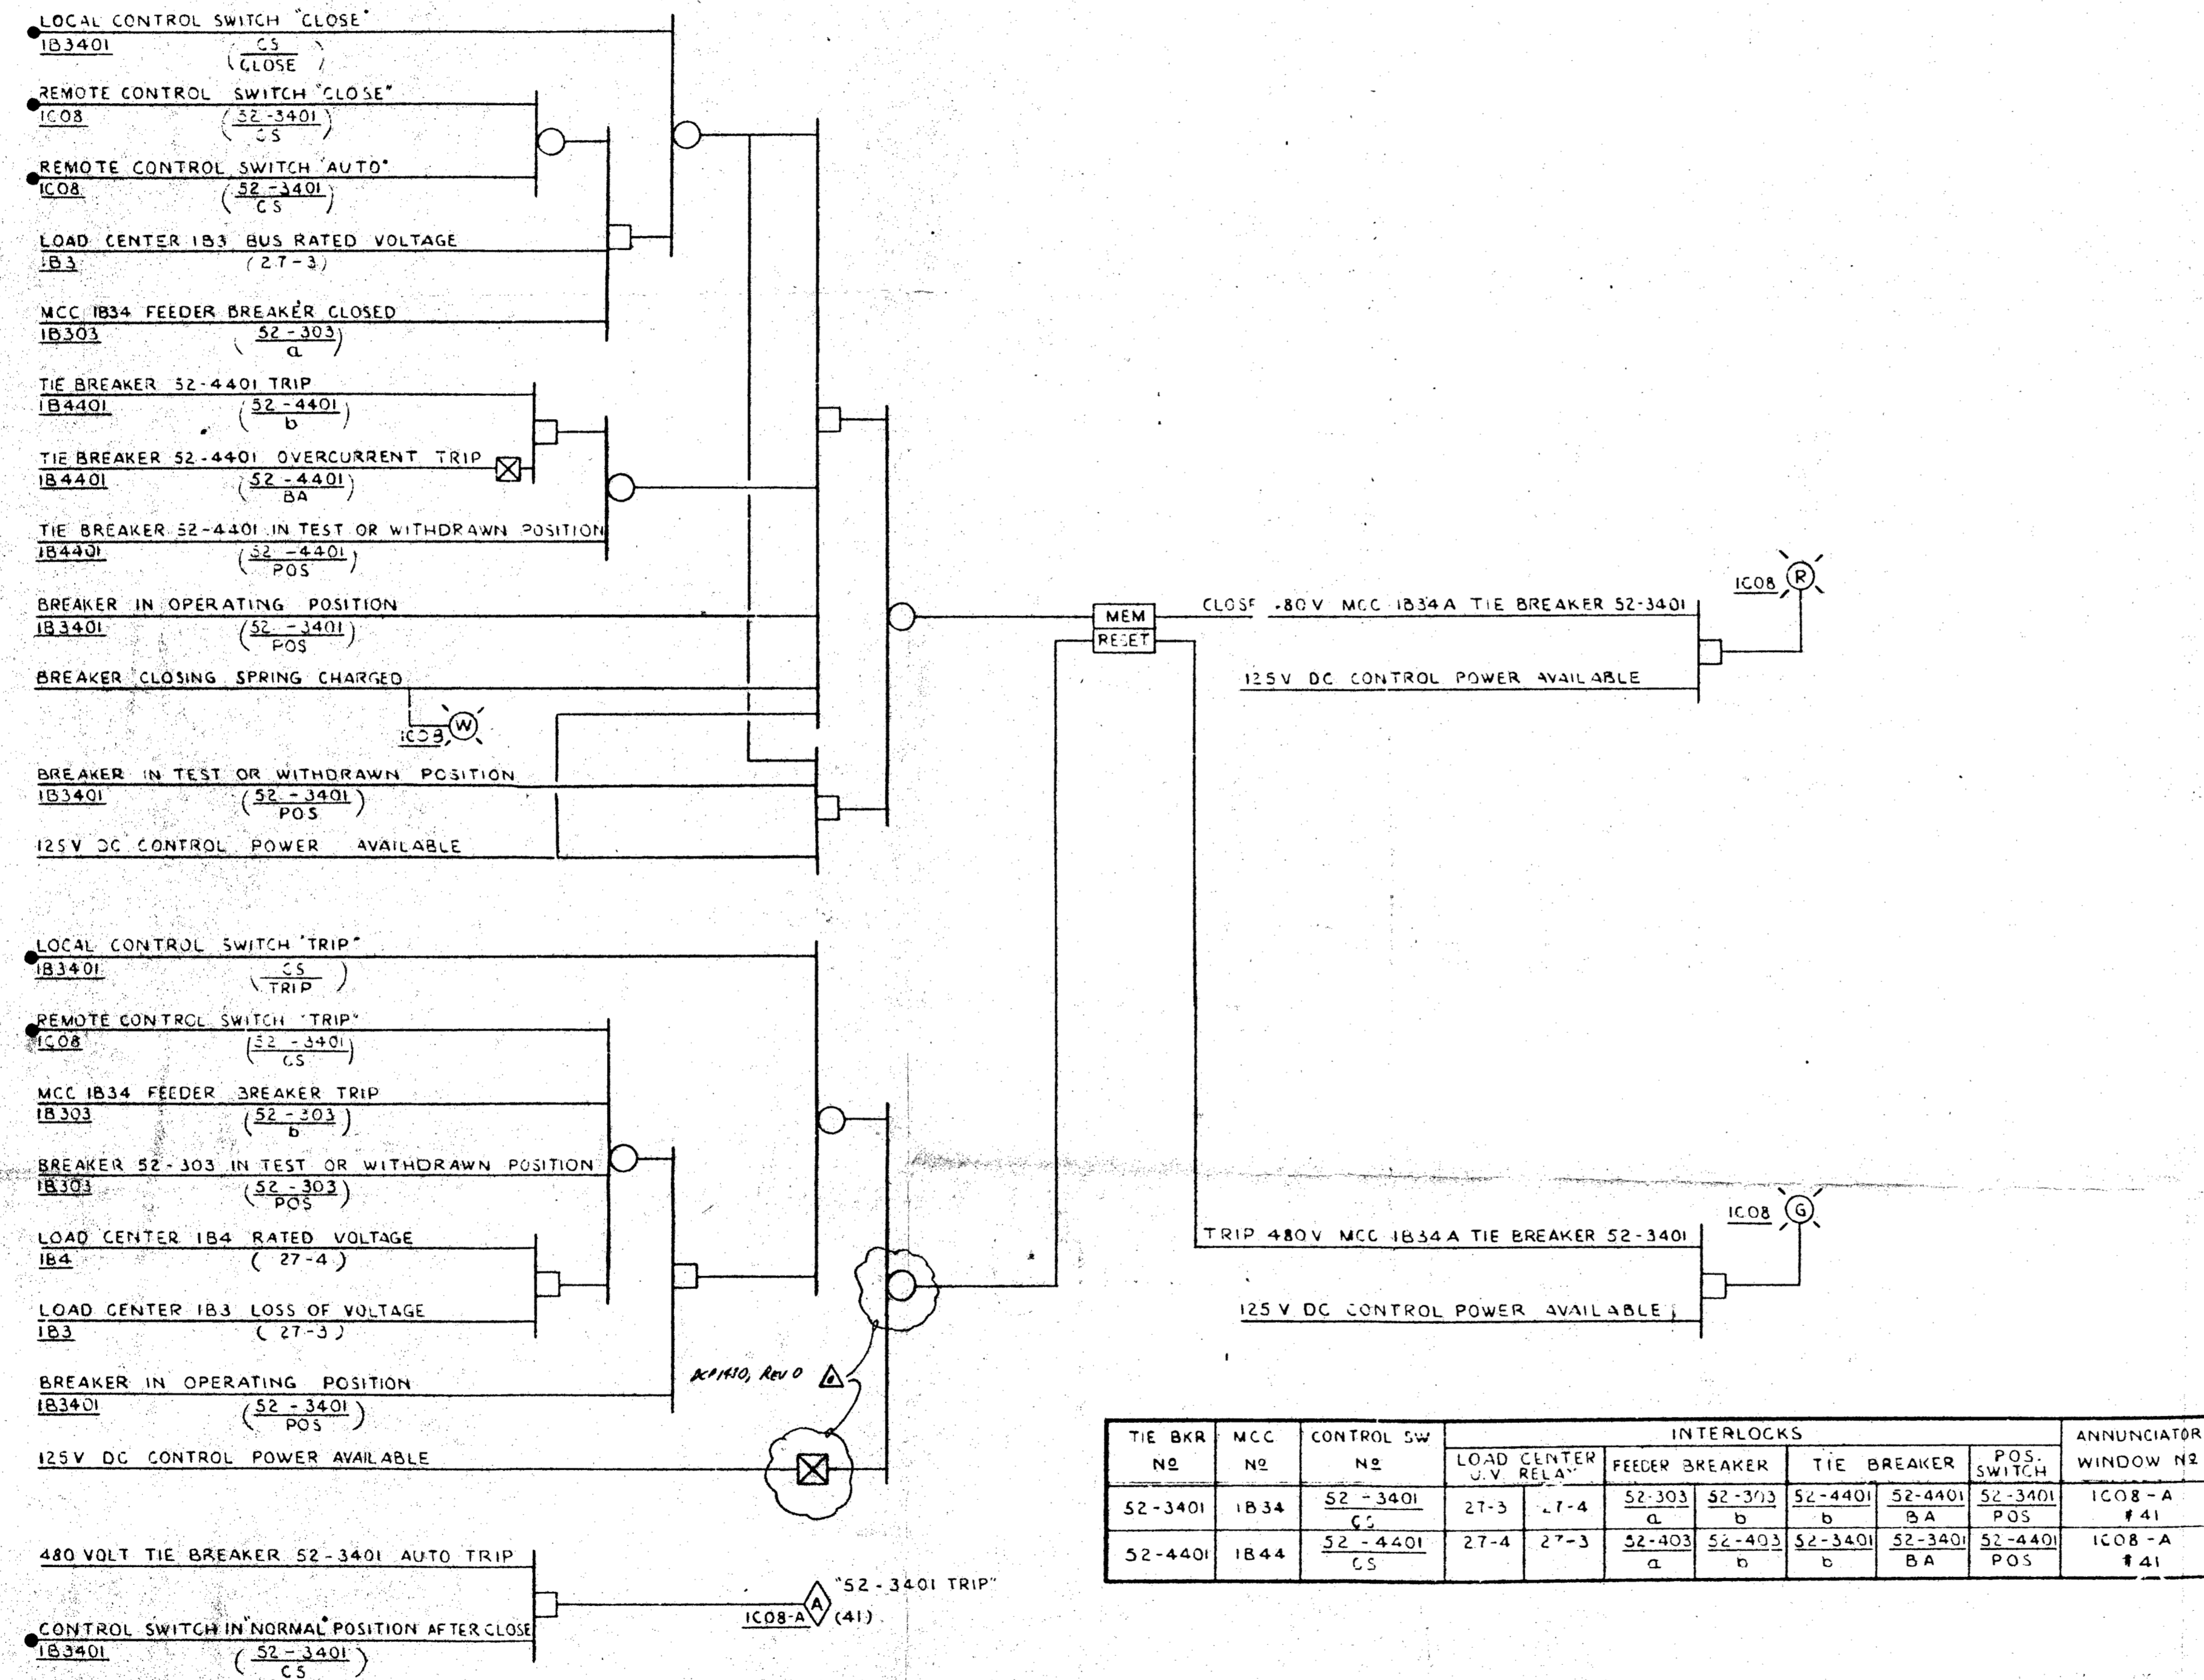 LOCAL CONTROL SWITCH "CLOSE"
1B3401 (CS
CLOSE)
REMOTE CONTROL SWITCH "CLOSE"
1C08 (52-3401
CS)
REMOTE CONTROL SWITCH "AUTO"
1C08 (52-3401
CS)
LOAD CENTER 1B3 BUS RATED VOLTAGE
1B3 (27-3)
MCC 1B34 FEEDER BREAKER CLOSED
1B303 (52-303
a)
TIE BREAKER 52-4401 TRIP
1B4401 (52-4401
b)
TIE BREAKER 52-4401 OVERCURRENT TRIP
1B4401 (52-4401
BA)
TIE BREAKER 52-4401 IN TEST OR WITHDRAWN POSITION
1B4401 (52-4401
POS)
BREAKER IN OPERATING POSITION
1B3401 (52-3401
POS)
BREAKER CLOSING SPRING CHARGED
1C08 W
BREAKER IN TEST OR WITHDRAWN POSITION
1B3401 (52-3401
POS)
125V DC CONTROL POWER AVAILABLE
MEM
RESET
CLOSE 80V MCC 1B34A TIE BREAKER 52-3401
125V DC CONTROL POWER AVAILABLE
1C08 R
LOCAL CONTROL SWITCH "TRIP"
1B3401 (CS
TRIP)
REMOTE CONTROL SWITCH "TRIP"
1C08 (52-3401
CS)
MCC 1B34 FEEDER BREAKER TRIP
1B303 (52-303
b)
BREAKER 52-303 IN TEST OR WITHDRAWN POSITION
1B303 (52-303
POS)
LOAD CENTER 1B4 RATED VOLTAGE
1B4 (27-4)
LOAD CENTER 1B3 LOSS OF VOLTAGE
1B3 (27-3)
BREAKER IN OPERATING POSITION
1B3401 (52-3401
POS)
DCP1430, REV 0
125V DC CONTROL POWER AVAILABLE
TRIP 480V MCC 1B34A TIE BREAKER 52-3401
125V DC CONTROL POWER AVAILABLE
1C08 G
480 VOLT TIE BREAKER 52-3401 AUTO TRIP
CONTROL SWITCH IN "NORMAL" POSITION AFTER CLOSE
1B3401 (52-3401
CS)
1C08-A A "52-3401 TRIP"
(41)
TIE BKR Nº MCC Nº CONTROL SW Nº INTERLOCKS ANNUNCIATOR WINDOW Nº
LOAD CENTER U.V. RELAY FEEDER BREAKER TIE BREAKER POS. SWITCH
52-3401 1B34 52-3401 CS 27-3 27-4 52-303 a 52-303 b 52-4401 b 52-4401 BA 52-3401 POS 1C08-A #41
52-4401 1B44 52-4401 CS 27-4 27-3 52-403 a 52-403 b 52-3401 b 52-3401 BA 52-4401 POS 1C08-A #41